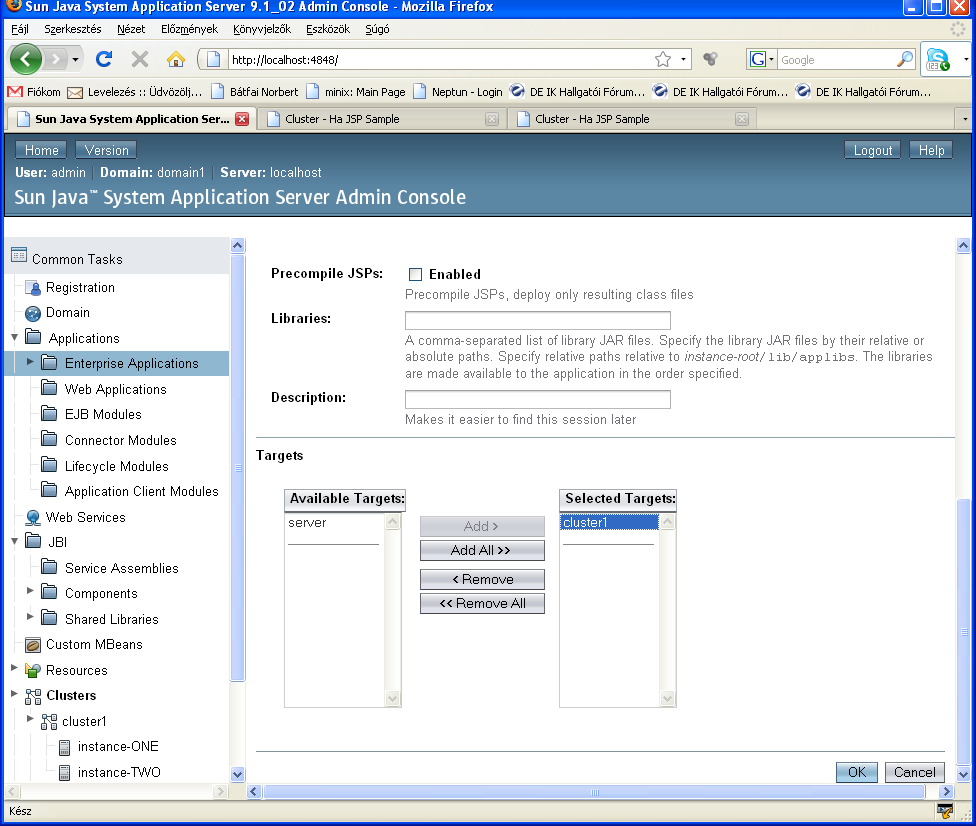 Sun Java System Application Server 9.1_02 Admin Console - Mozilla Firefox
Fájl Szerkesztés Nézet Előzmények Könyvjelzők Eszközök Súgó
http://localhost:4848/ G Google
Fiókom Levelezés :: Üdvözölj... Bátfai Norbert minix: Main Page Neptun - Login DE IK Hallgatói Fórum... DE IK Hallgatói Fórum... DE IK Hallgatói Fórum...
Sun Java System Application Ser... Cluster - Ha JSP Sample Cluster - Ha JSP Sample
Home Version Logout Help
User: admin Domain: domain1 Server: localhost
Sun Java™ System Application Server Admin Console
Common Tasks
Registration
Domain
Applications
Enterprise Applications
Web Applications
EJB Modules
Connector Modules
Lifecycle Modules
Application Client Modules
Web Services
JBI
Service Assemblies
Components
Shared Libraries
Custom MBeans
Resources
Clusters
cluster1
instance-ONE
instance-TWO
Precompile JSPs: Enabled
Precompile JSPs, deploy only resulting class files
Libraries:
A comma-separated list of library JAR files. Specify the library JAR files by their relative or
absolute paths. Specify relative paths relative to instance-root/lib/applibs. The libraries
are made available to the application in the order specified.
Description:
Makes it easier to find this session later
Targets
Available Targets: Selected Targets:
server cluster1
Add >
Add All >>
< Remove
<< Remove All
OK Cancel
Kész